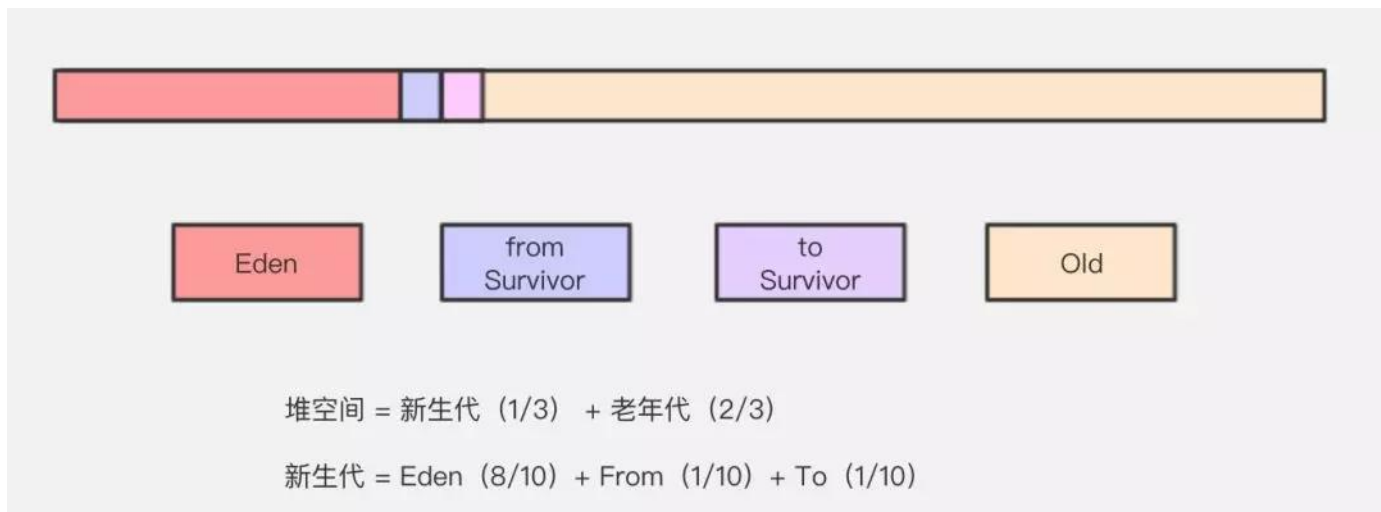 Eden
from
Survivor
to
Survivor
Old
堆空间 = 新生代（1/3） + 老年代（2/3）
新生代 = Eden（8/10）+ From（1/10）+ To（1/10）